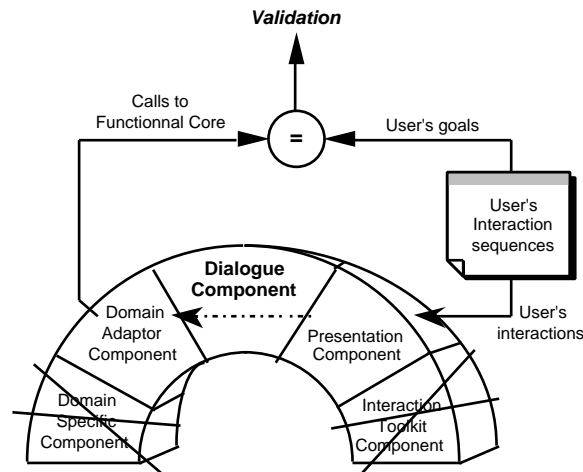 Validation
Calls to
Functionnal Core
=
User's goals
User's
Interaction
sequences
Dialogue
Component
Domain
Adaptor
Component
Presentation
Component
User's
interactions
Domain
Specific
Component
Interaction
Toolkit
Component